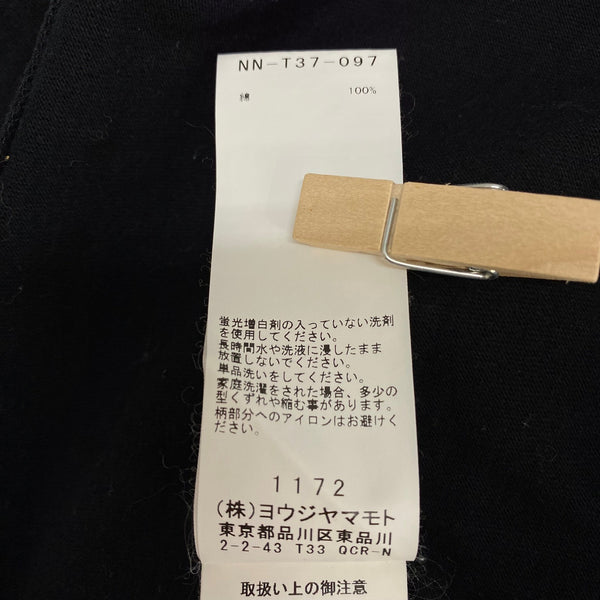 NN-T37-097
綿 100%
蛍光増白剤の入っていない洗剤
を使用してください。
長時間水や洗液に浸したまま
放置しないでください。
単品洗いをしてください。
家庭洗濯をされた場合、多少の
型くずれや縮む事があります。
柄部分へのアイロンはお避けく
ださい。
1172
(株)ヨウジヤマモト
東京都品川区東品川
2-2-43 T33 QCR-N
取扱い上の御注意